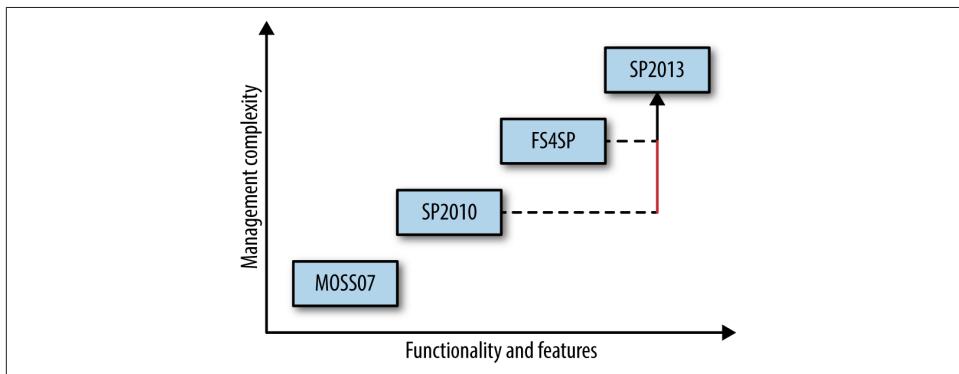 SP2013
FS4SP
SP2010
MOSS07
Management complexity
Functionality and features